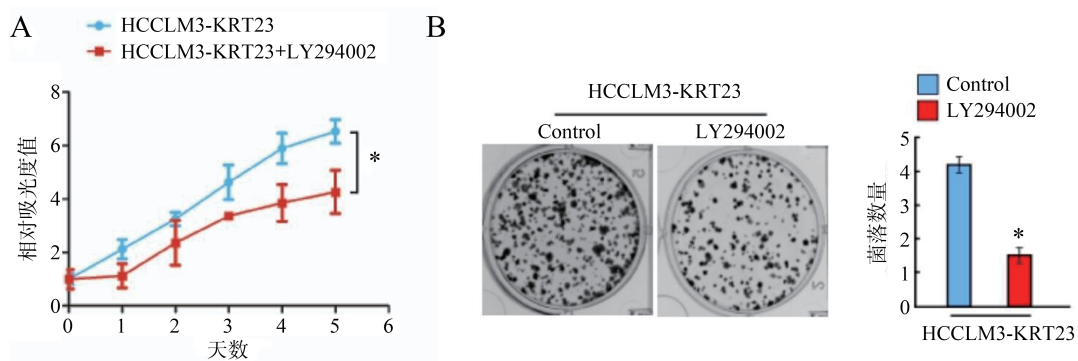 A
HCCLM3-KRT23
HCCLM3-KRT23+LY294002
相对吸光度值
8
6
4
2
0
*
0 1 2 3 4 5 6
天数
B
HCCLM3-KRT23
Control LY294002
Control
LY294002
菌落数量
5
4
3
2
1
0
*
HCCLM3-KRT23